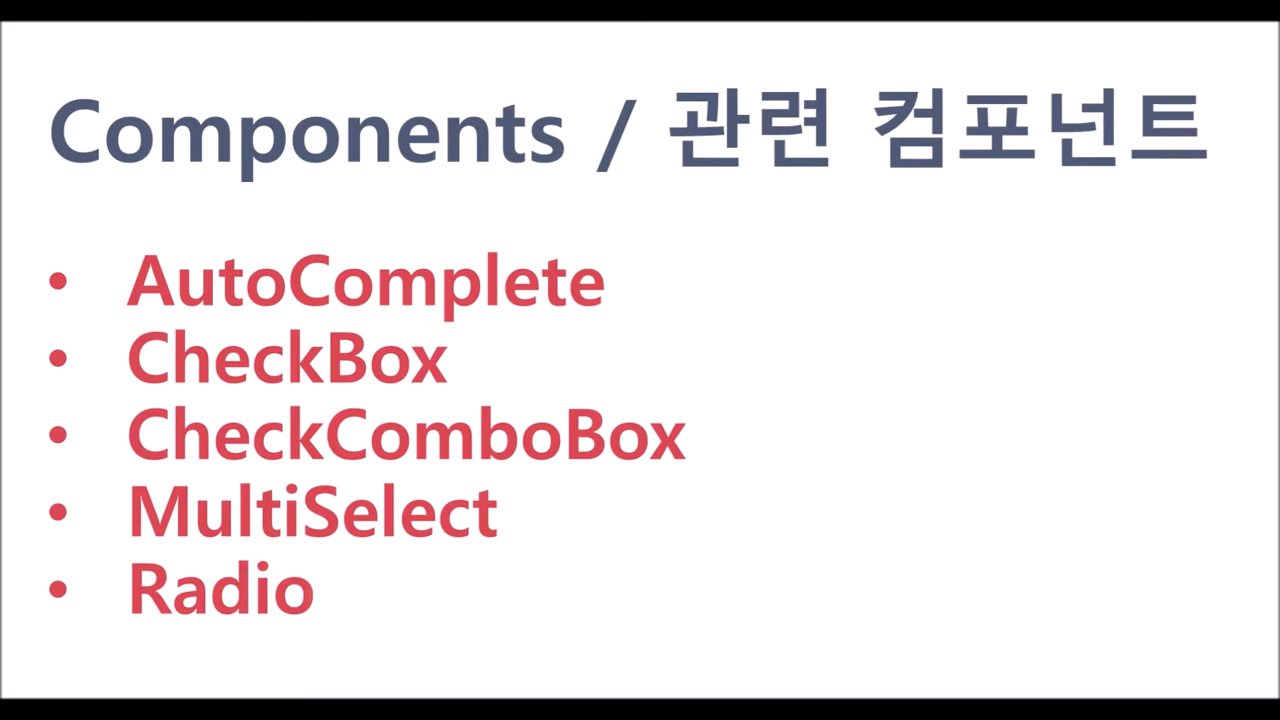 Components / 관련 컴포넌트
• AutoComplete
• CheckBox
• CheckComboBox
• MultiSelect
• Radio